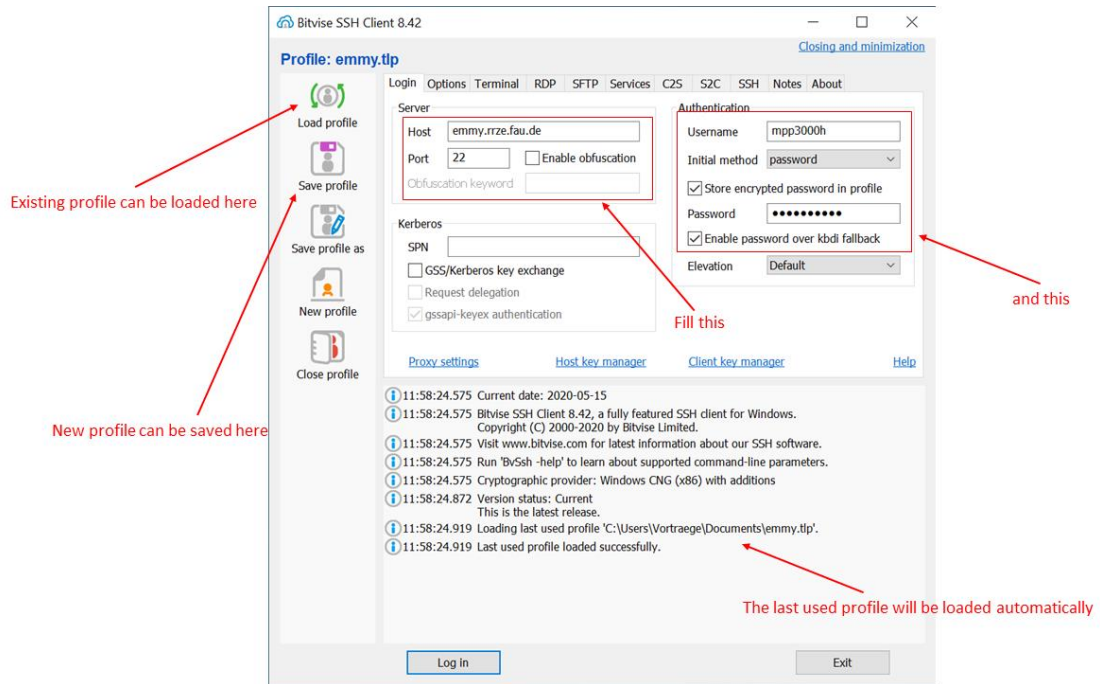 Bitvise SSH Client 8.42
Closing and minimization
Profile: emmy.tlp
Load profile
Save profile
Save profile as
New profile
Close profile
Login Options Terminal RDP SFTP Services C2S S2C SSH Notes About
Server
Host emmy.rrze.fau.de
Port 22 Enable obfuscation
Obfuscation keyword
Kerberos
SPN
GSS/Kerberos key exchange
Request delegation
gssapi-keyex authentication
Authentication
Username mpp3000h
Initial method password
Store encrypted password in profile
Password ••••••••••
Enable password over kbdi fallback
Elevation Default
Proxy settings Host key manager Client key manager Help
11:58:24.575 Current date: 2020-05-15
11:58:24.575 Bitvise SSH Client 8.42, a fully featured SSH client for Windows.
Copyright (C) 2000-2020 by Bitvise Limited.
11:58:24.575 Visit www.bitvise.com for latest information about our SSH software.
11:58:24.575 Run 'BvSsh -help' to learn about supported command-line parameters.
11:58:24.575 Cryptographic provider: Windows CNG (x86) with additions
11:58:24.872 Version status: Current
This is the latest release.
11:58:24.919 Loading last used profile 'C:\Users\Vortraege\Documents\emmy.tlp'.
11:58:24.919 Last used profile loaded successfully.
Log in Exit
Existing profile can be loaded here
New profile can be saved here
Fill this
and this
The last used profile will be loaded automatically